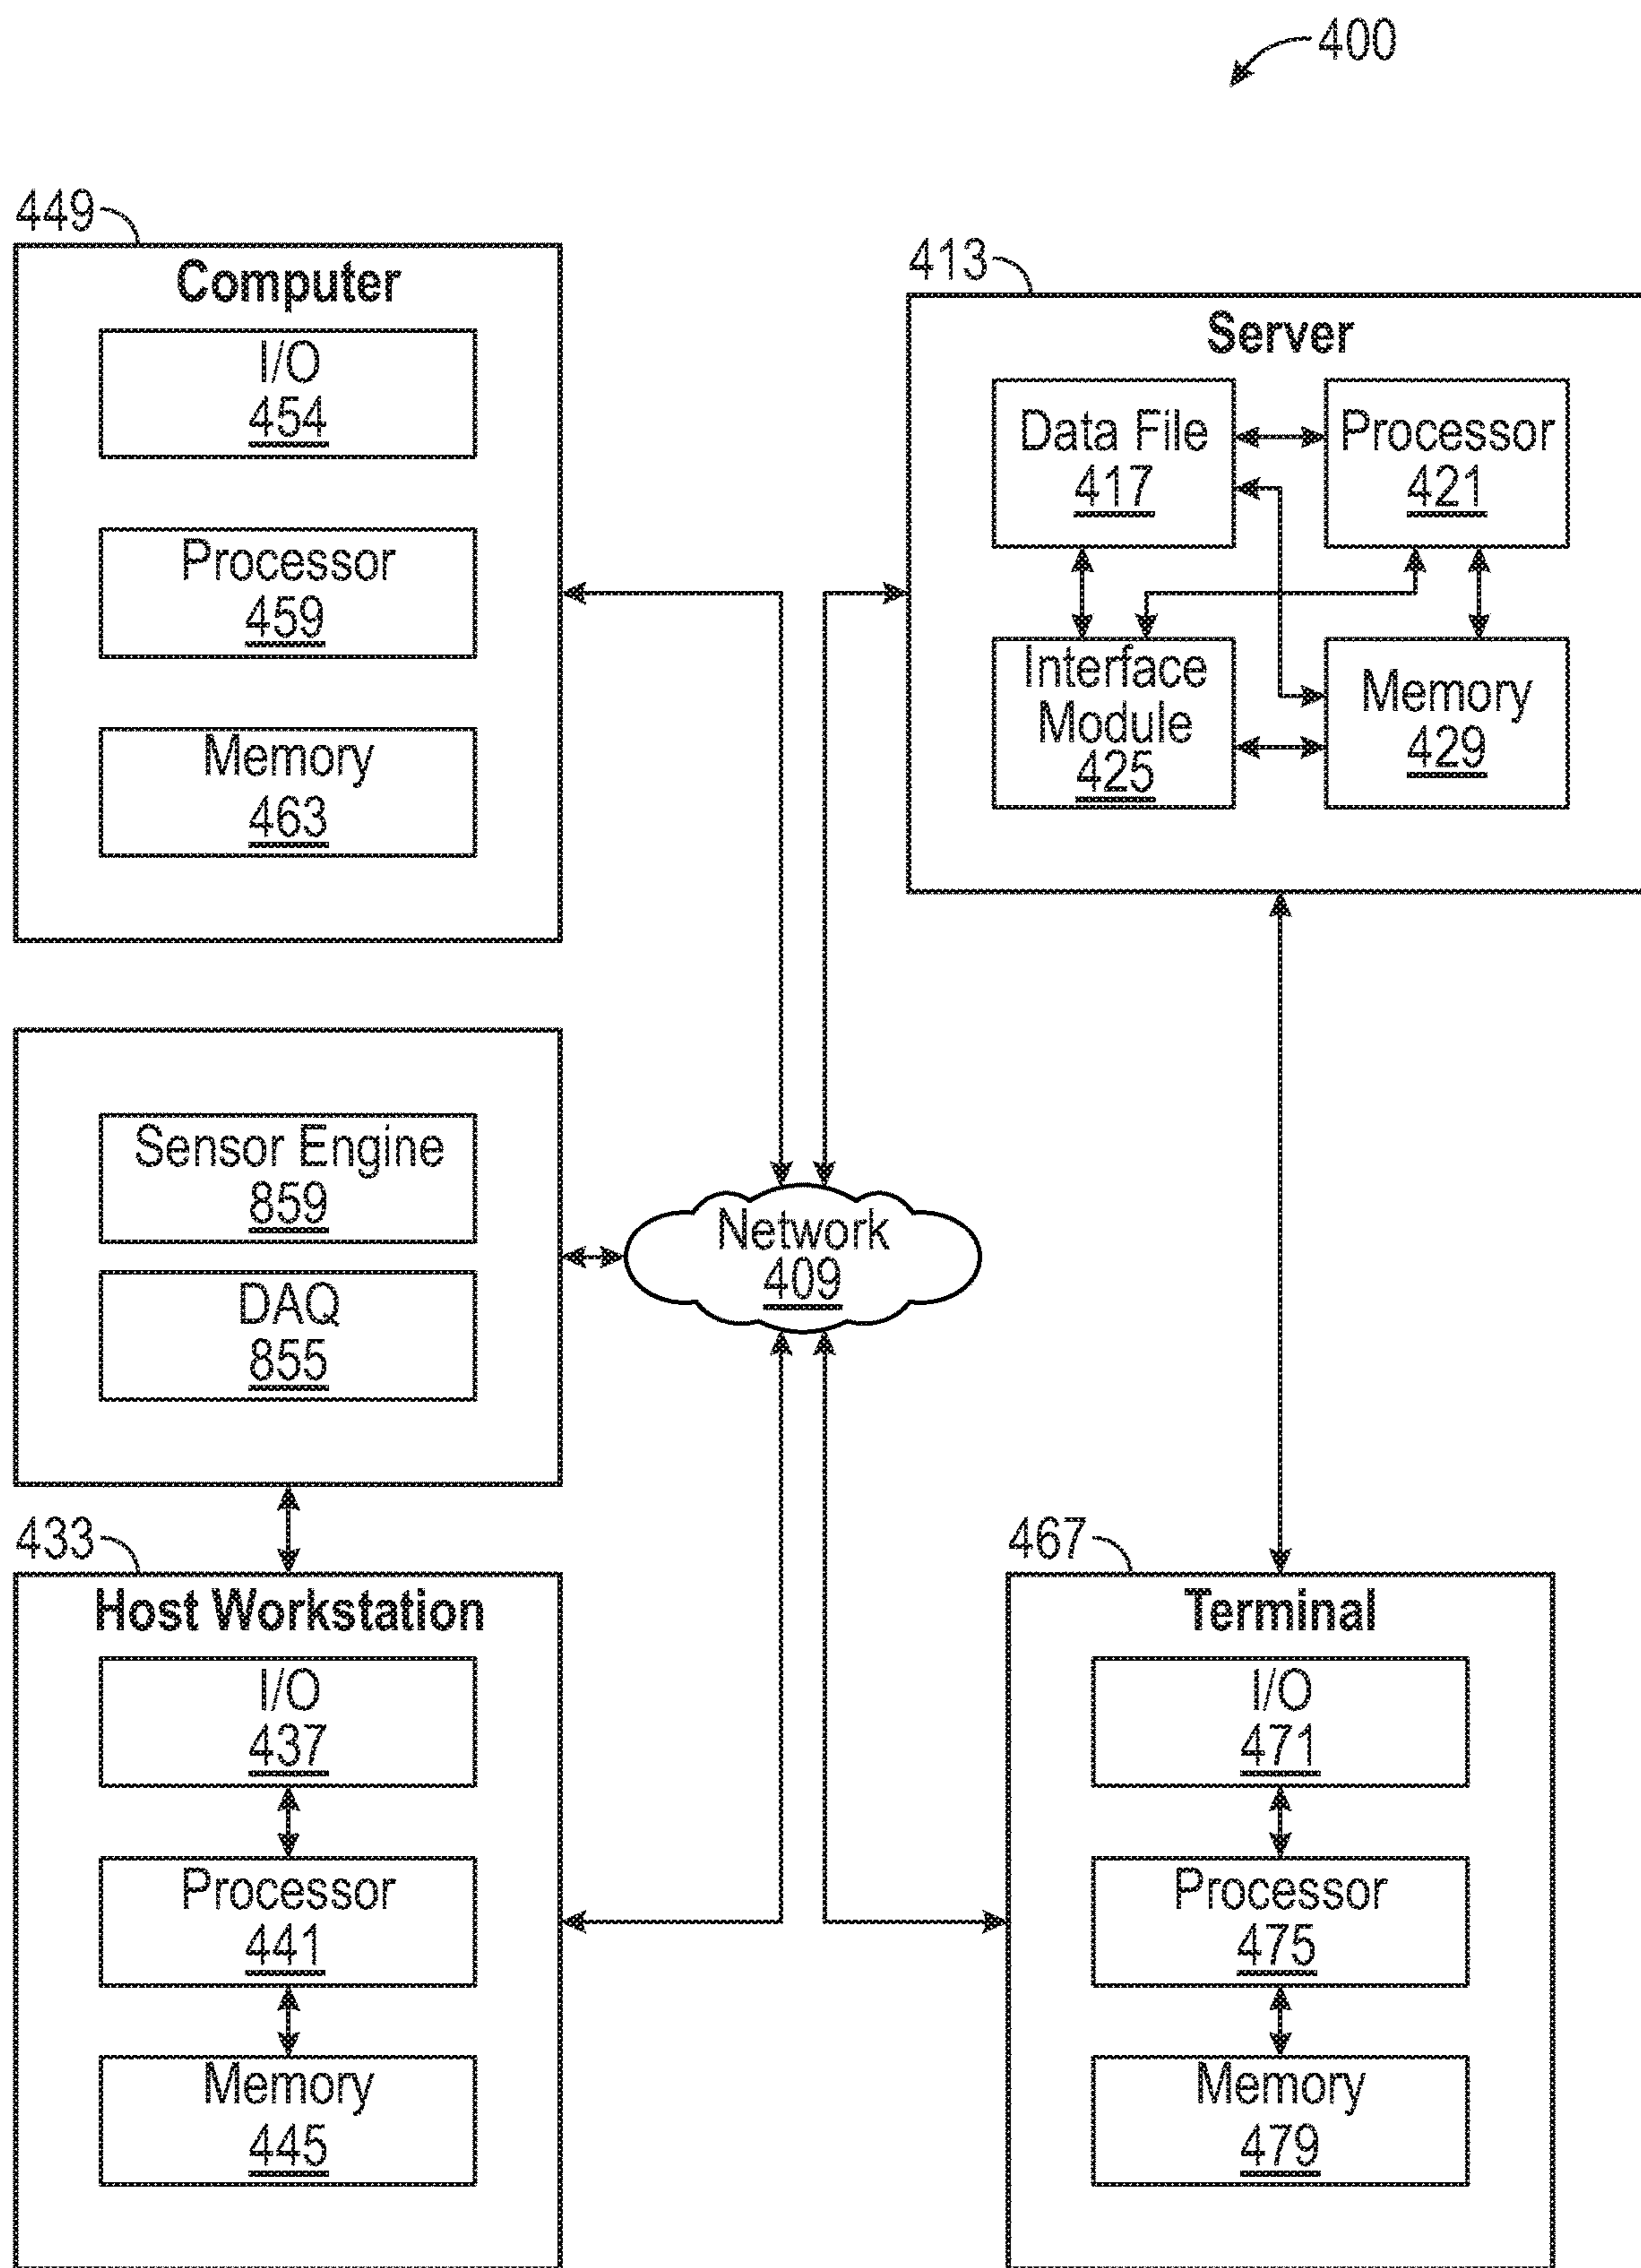 400
449
Computer
I/O
454
Processor
459
Memory
463
413
Server
Data File
417
Processor
421
Interface
Module
425
Memory
429
Sensor Engine
859
DAQ
855
Network
409
433
Host Workstation
I/O
437
Processor
441
Memory
445
467
Terminal
I/O
471
Processor
475
Memory
479